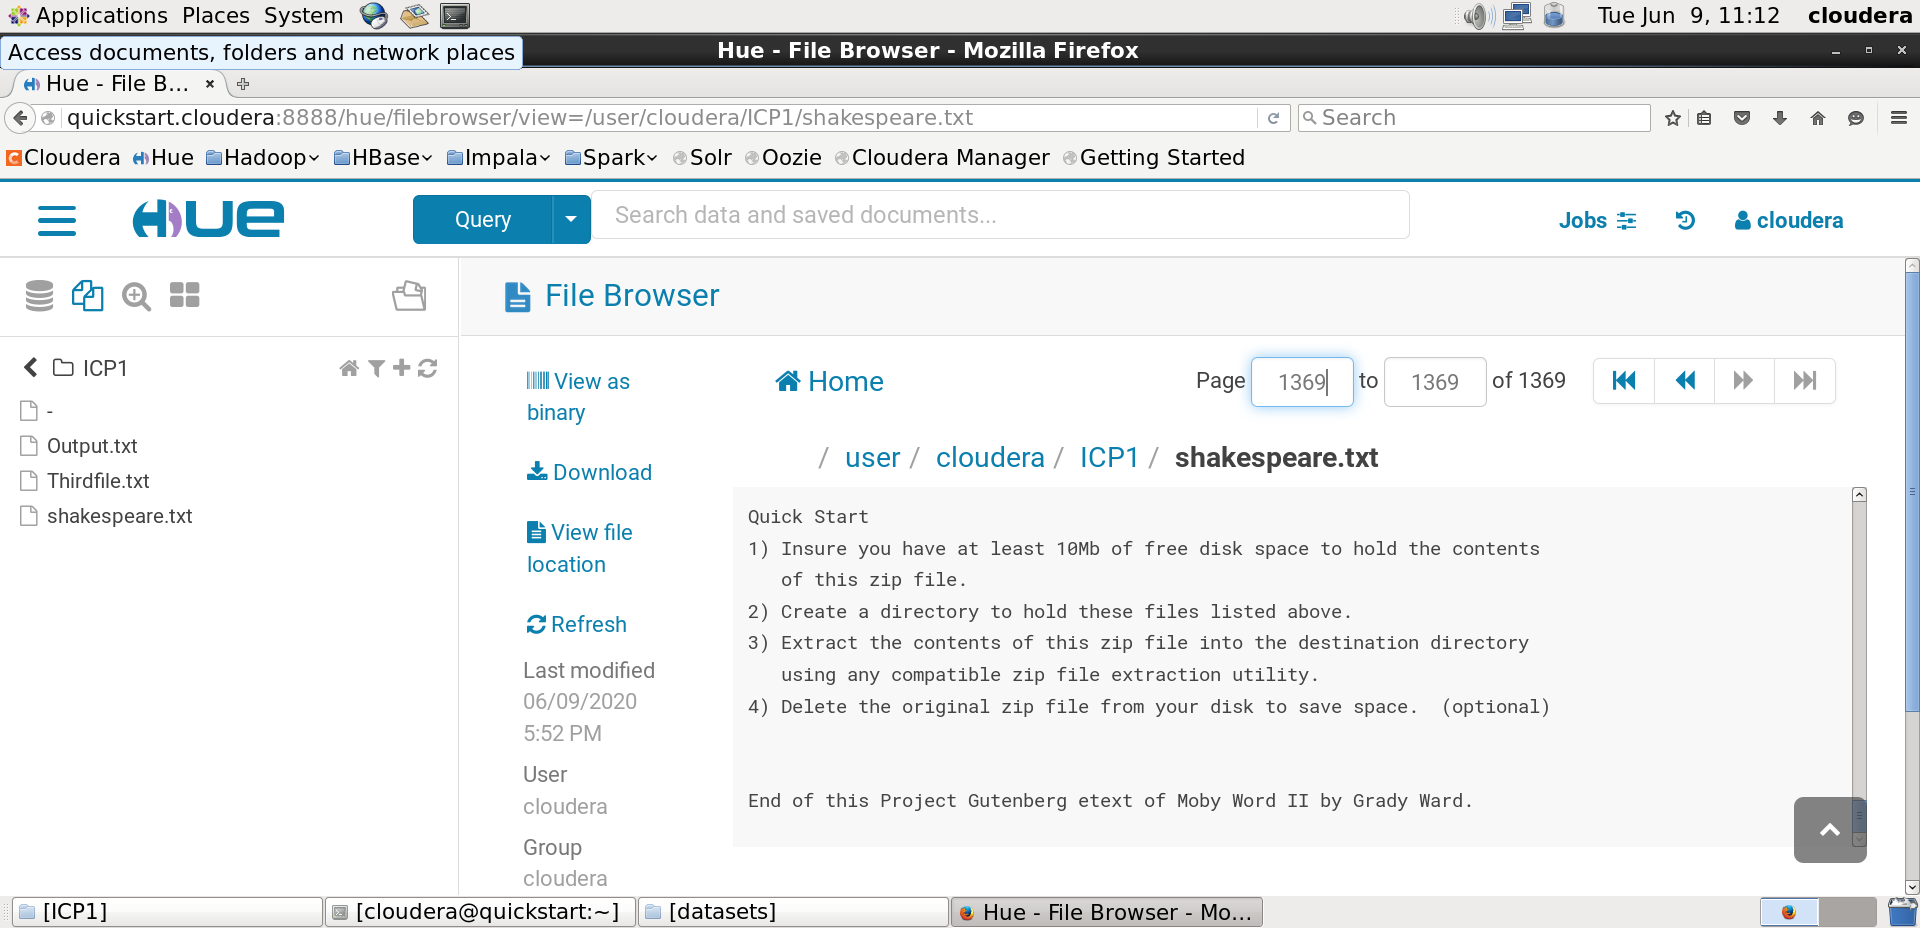 Applications Places System Tue Jun 9, 11:12 cloudera
Access documents, folders and network places
Hue - File Browser - Mozilla Firefox
Hue - File B...
quickstart.cloudera:8888/hue/filebrowser/view=/user/cloudera/ICP1/shakespeare.txt
Search
Cloudera Hue Hadoop HBase Impala Spark Solr Oozie Cloudera Manager Getting Started
HUE
Query
Search data and saved documents...
Jobs
cloudera
File Browser
ICP1
-
Output.txt
Thirdfile.txt
shakespeare.txt
View as
binary
Download
View file
location
Refresh
Last modified
06/09/2020
5:52 PM
User
cloudera
Group
cloudera
Home
Page 1369 to 1369 of 1369
/ user / cloudera / ICP1 / shakespeare.txt
Quick Start
1) Insure you have at least 10Mb of free disk space to hold the contents
of this zip file.
2) Create a directory to hold these files listed above.
3) Extract the contents of this zip file into the destination directory
using any compatible zip file extraction utility.
4) Delete the original zip file from your disk to save space. (optional)
End of this Project Gutenberg etext of Moby Word II by Grady Ward.
[ICP1]
[cloudera@quickstart:~]
[datasets]
Hue - File Browser - Mo...